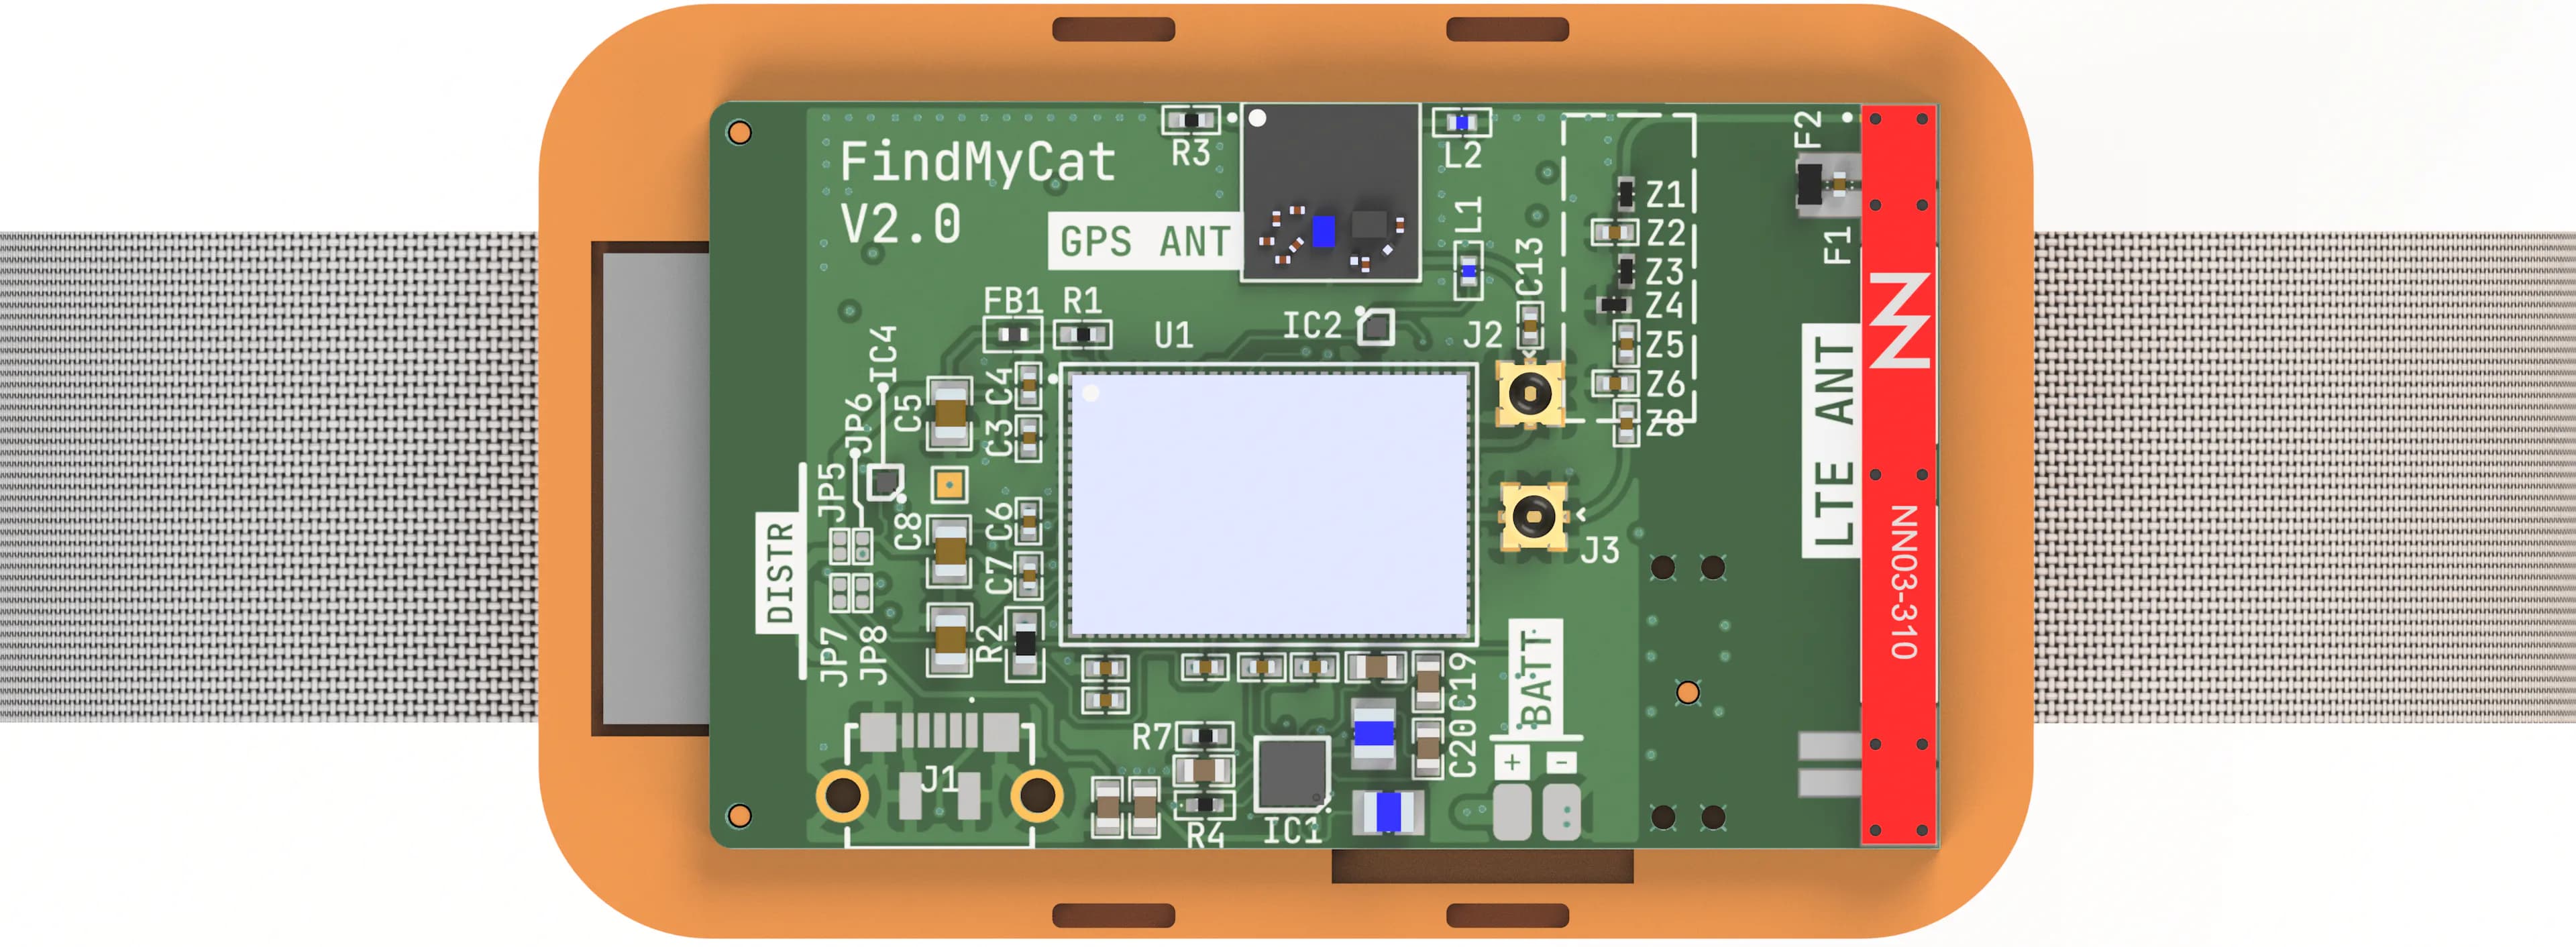 FindMyCat
V2.0
R3
L2
GPS ANT
L1
C13
FB1
R1
U1
IC2
J2
Z1
Z2
Z3
Z4
Z5
Z6
Z8
F2
F1
LTE ANT
NN03-310
IC4
JP6
JP5
C5
C4
C3
C8
C6
C7
DISTR
JP7
JP8
R2
J3
BATT
+
-
C19
C20
R7
J1
R4
IC1